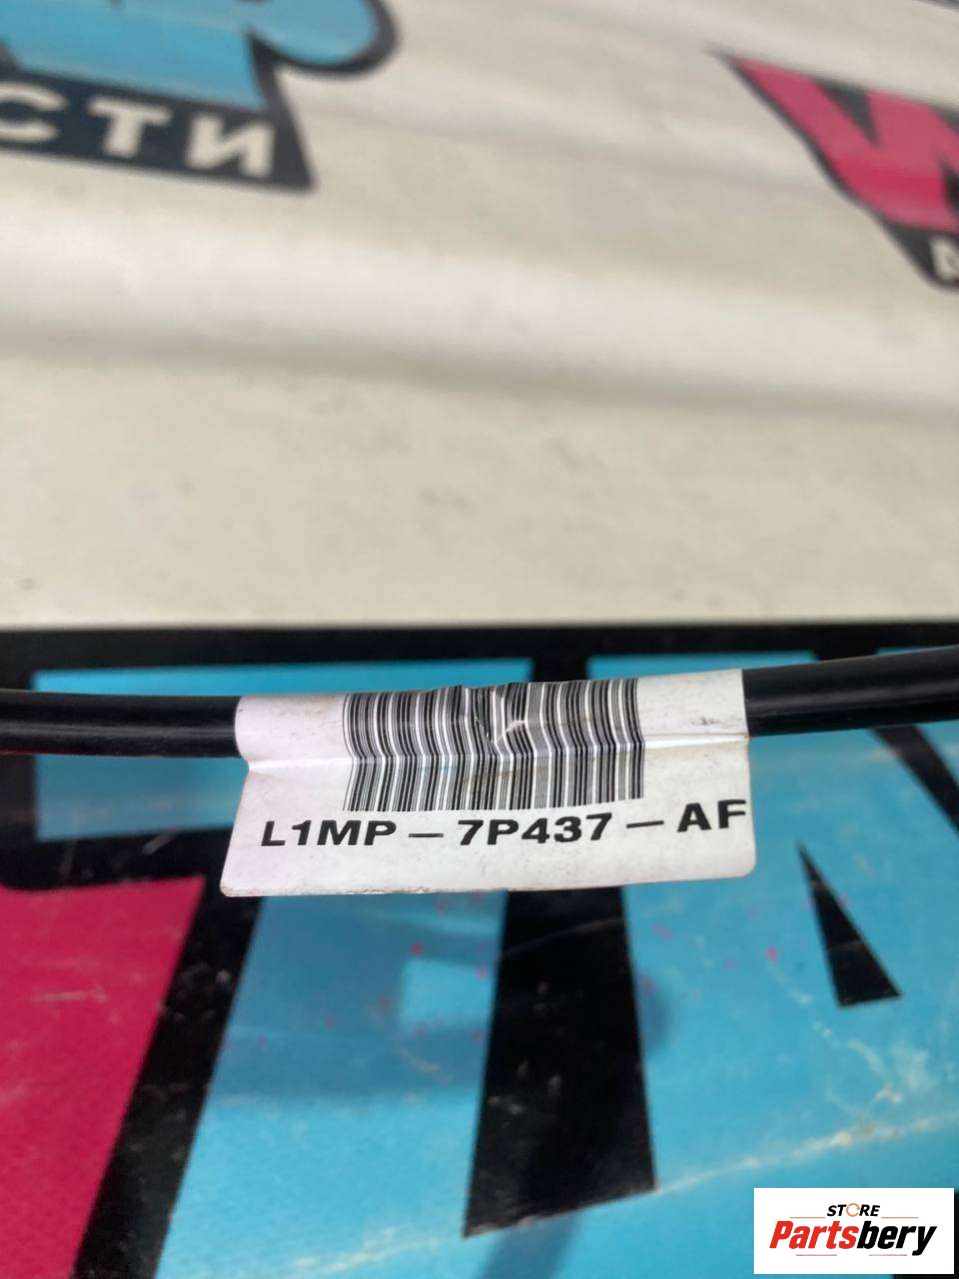 СТИ
L1MP-7P437-AF
STORE
Partsbery